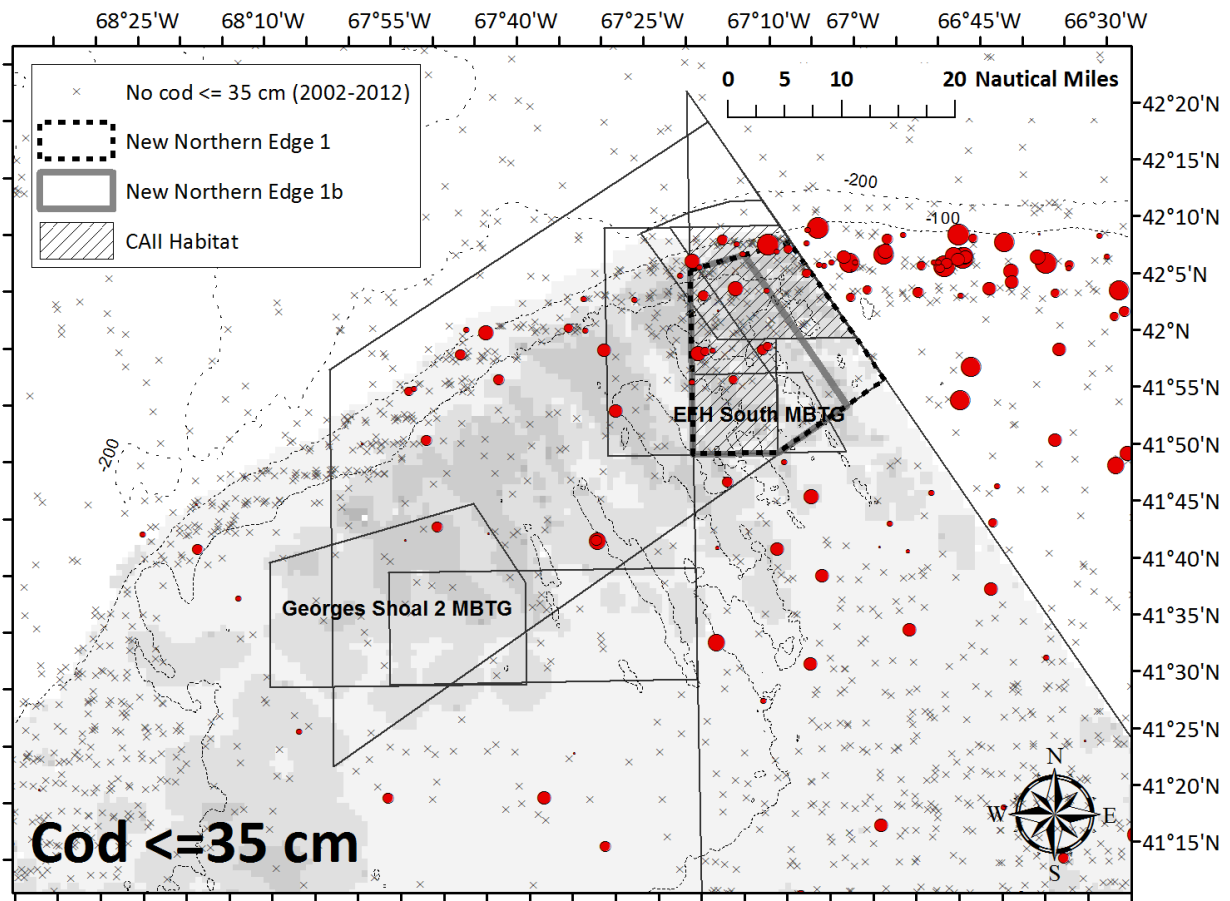 68°25'W 68°10'W 67°55'W 67°40'W 67°25'W 67°10'W 67°W 66°45'W 66°30'W
No cod <= 35 cm (2002-2012)
New Northern Edge 1
New Northern Edge 1b
CAII Habitat
0 5 10 20 Nautical Miles
42°20'N
42°15'N
42°10'N
42°5'N
42°N
41°55'N
41°50'N
41°45'N
41°40'N
41°35'N
41°30'N
41°25'N
41°20'N
41°15'N
-200
-100
-200
EFH South MBTG
Georges Shoal 2 MBTG
N
W E
S
Cod <=35 cm